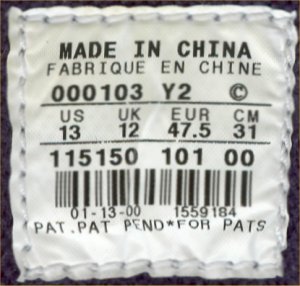 MADE IN CHINA
FABRIQUE EN CHINE
000103 Y2 ©
US UK EUR CM
13 12 47.5 31
115150 101 00
01-13-00 1559184
PAT.PAT PEND*FOR PATS